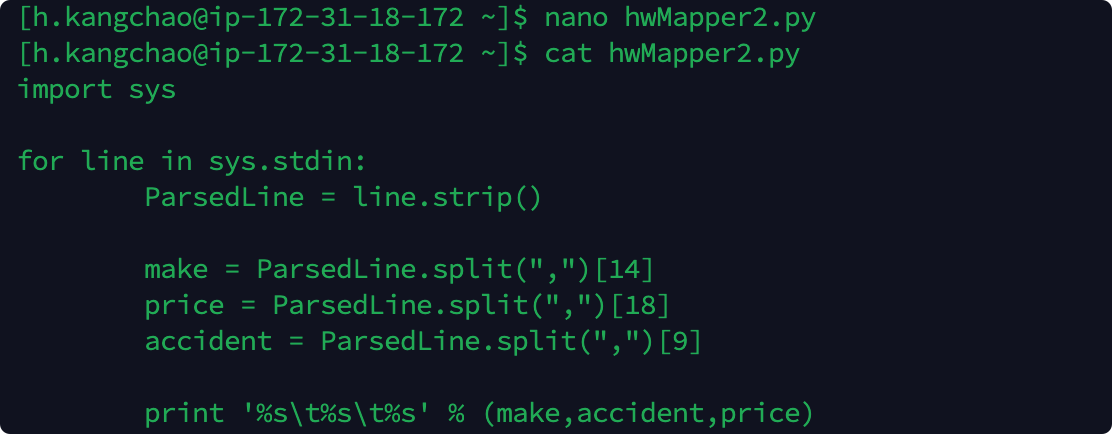 [h.kangchao@ip-172-31-18-172 ~]$ nano hwMapper2.py
[h.kangchao@ip-172-31-18-172 ~]$ cat hwMapper2.py
import sys

for line in sys.stdin:
        ParsedLine = line.strip()

        make = ParsedLine.split(",")[14]
        price = ParsedLine.split(",")[18]
        accident = ParsedLine.split(",")[9]

        print '%s\t%s\t%s' % (make,accident,price)